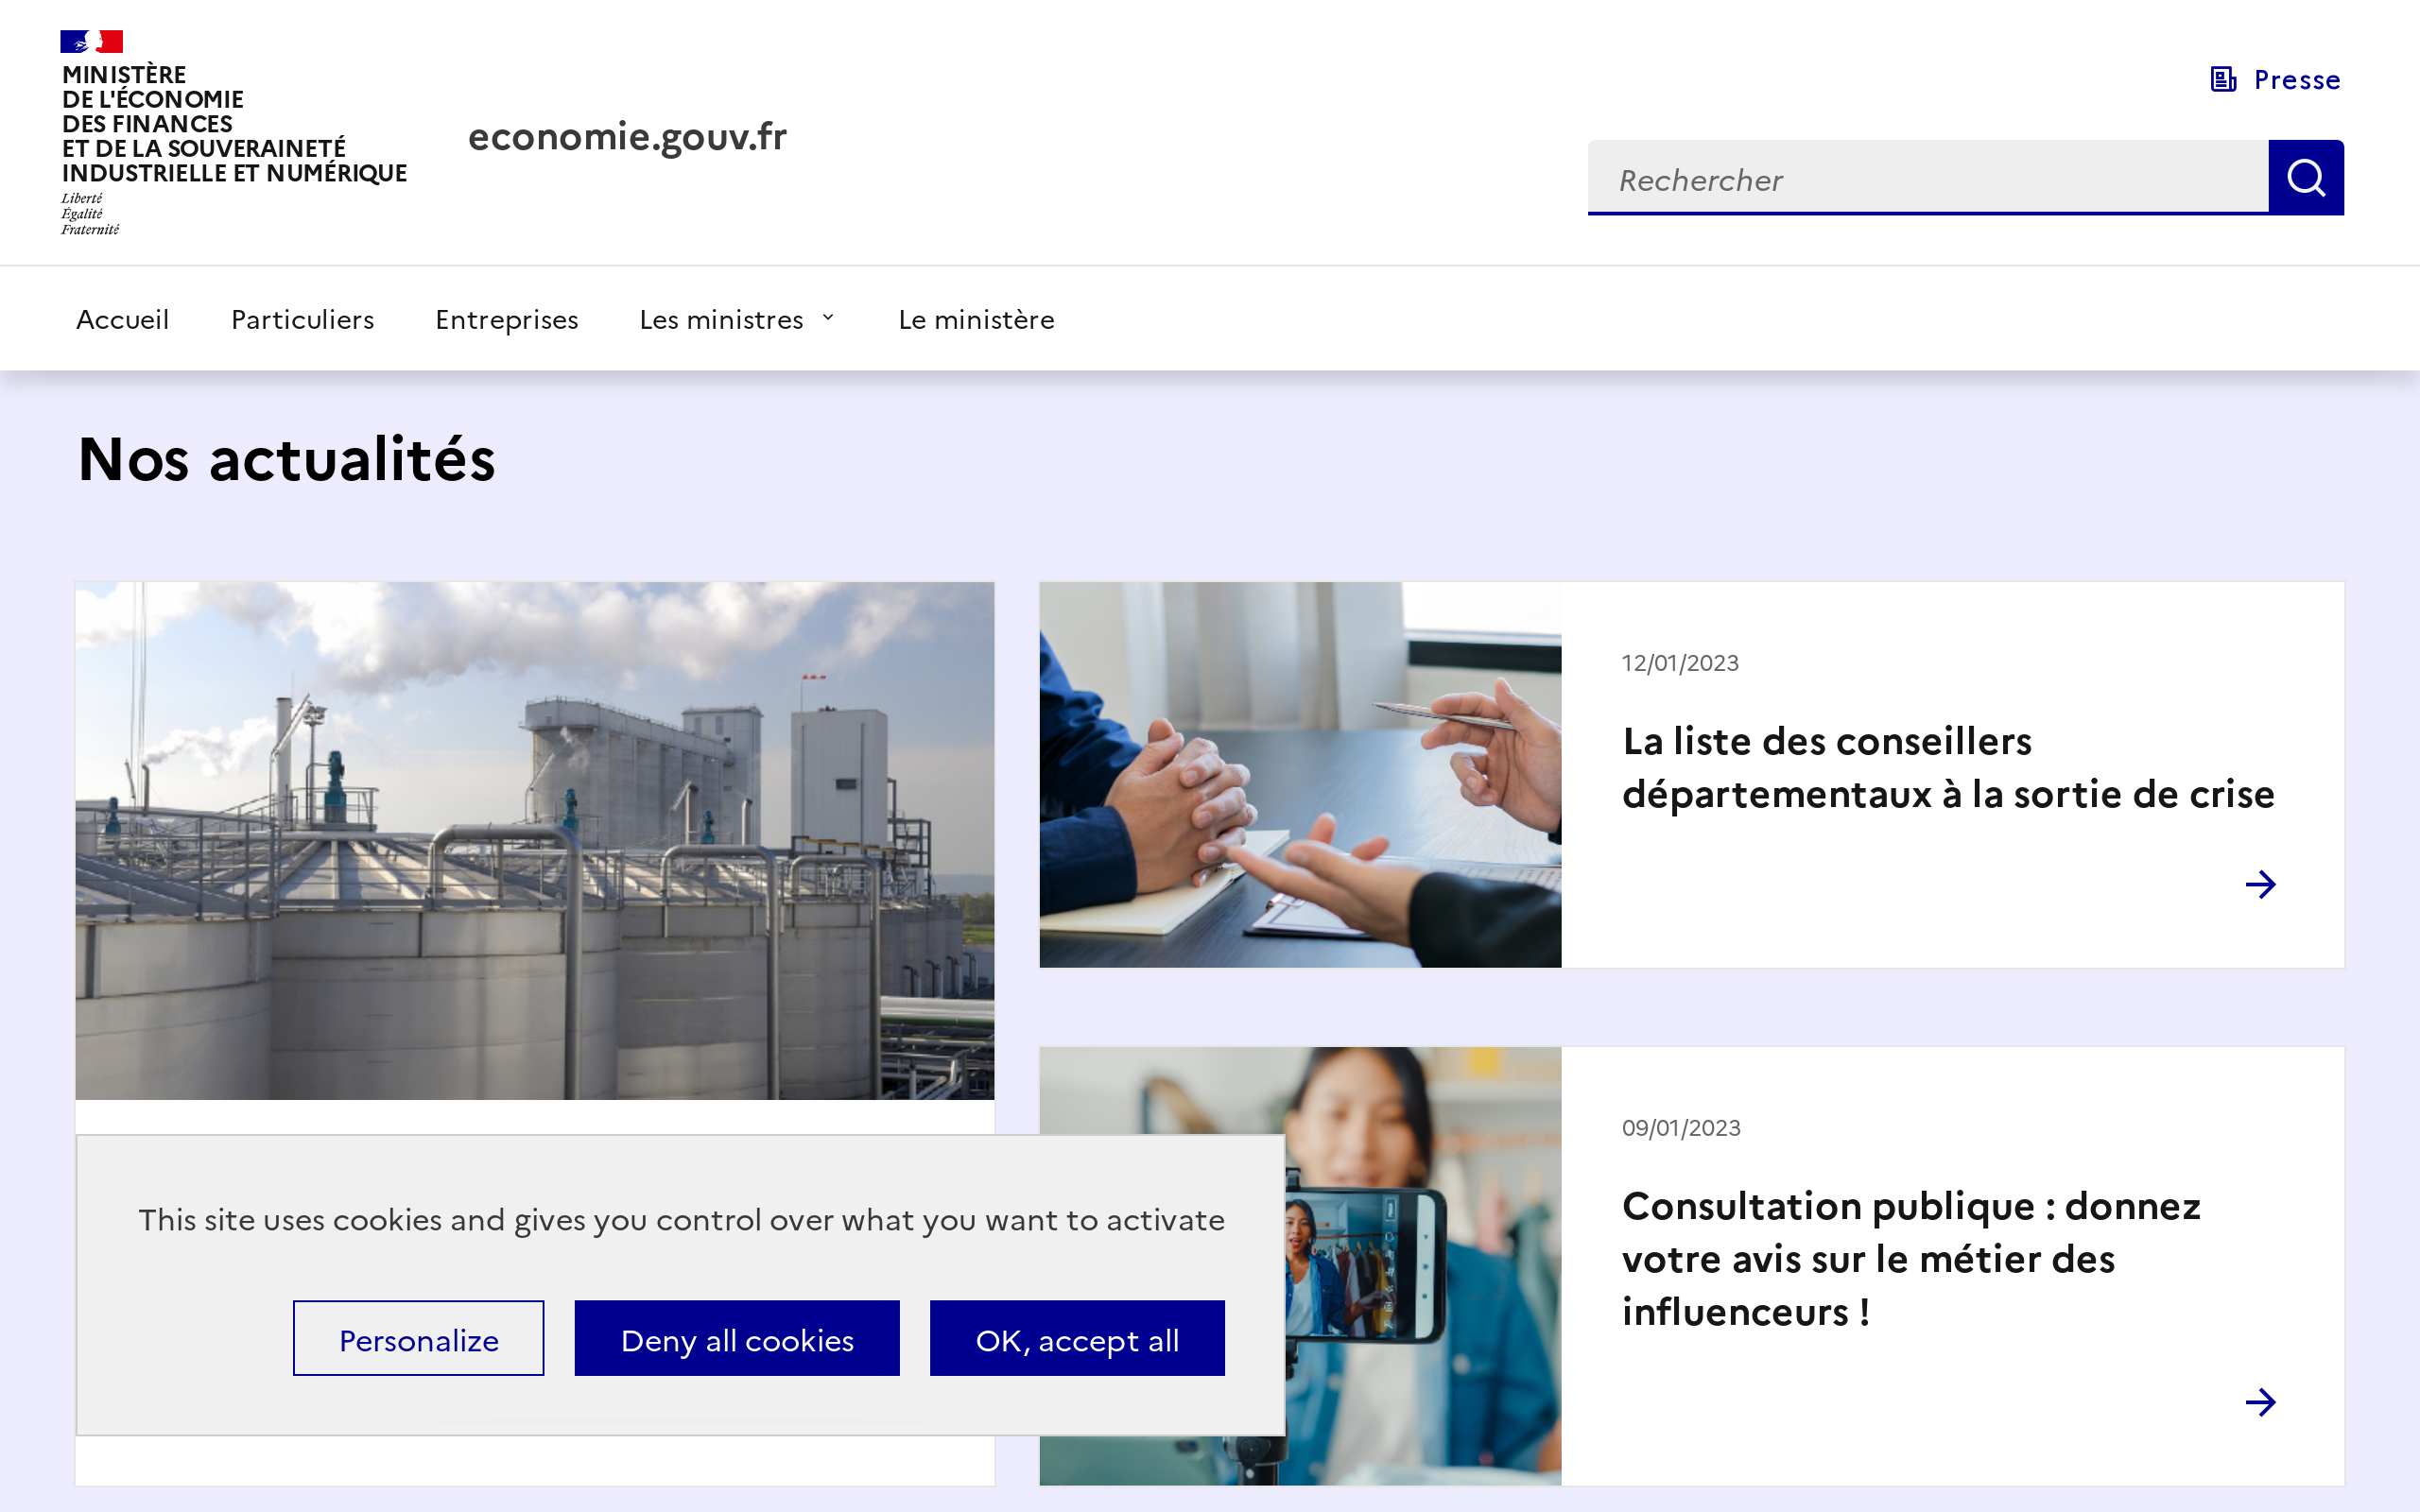 MINISTÈRE
DE L'ÉCONOMIE
DES FINANCES
ET DE LA SOUVERAINETÉ
INDUSTRIELLE ET NUMÉRIQUE
Liberté
Égalité
Fraternité
economie.gouv.fr
Presse
Rechercher
Accueil
Particuliers
Entreprises
Les ministres
Le ministère
Nos actualités
12/01/2023
La liste des conseillers
départementaux à la sortie de crise
09/01/2023
Consultation publique : donnez
votre avis sur le métier des
influenceurs !
This site uses cookies and gives you control over what you want to activate
Personalize
Deny all cookies
OK, accept all